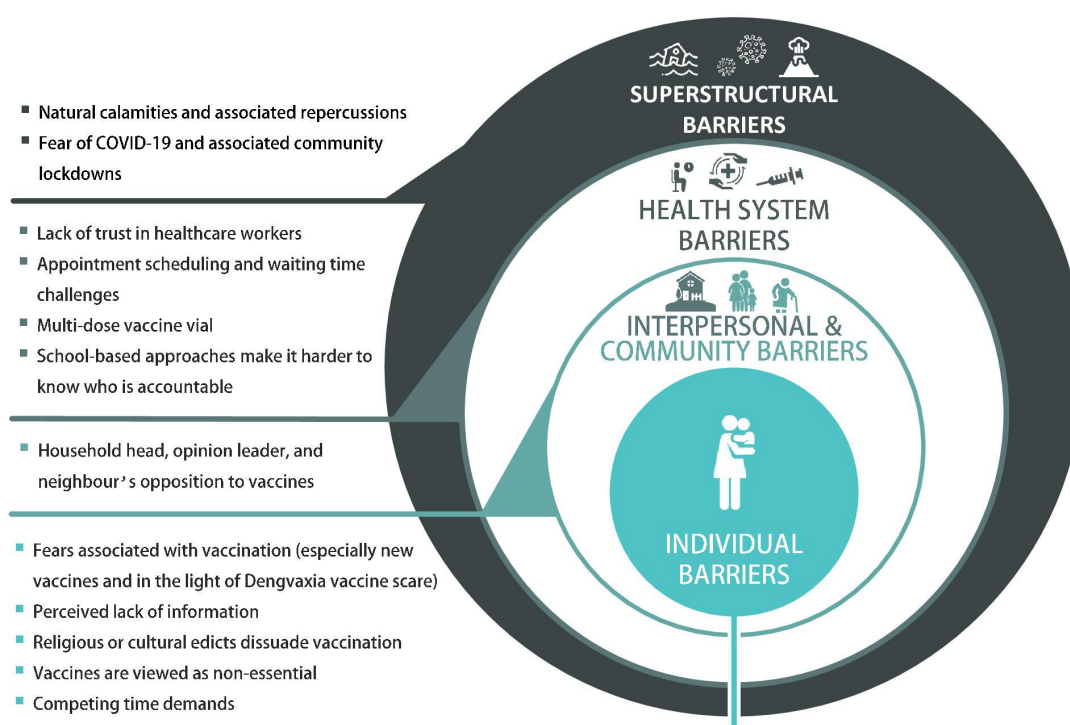 SUPERSTRUCTURAL
BARRIERS
▪ Natural calamities and associated repercussions
▪ Fear of COVID-19 and associated community
lockdowns
HEALTH SYSTEM
BARRIERS
▪ Lack of trust in healthcare workers
▪ Appointment scheduling and waiting time
challenges
▪ Multi-dose vaccine vial
▪ School-based approaches make it harder to
know who is accountable
INTERPERSONAL &
COMMUNITY BARRIERS
▪ Household head, opinion leader, and
neighbour's opposition to vaccines
INDIVIDUAL
BARRIERS
▪ Fears associated with vaccination (especially new
vaccines and in the light of Dengvaxia vaccine scare)
▪ Perceived lack of information
▪ Religious or cultural edicts dissuade vaccination
▪ Vaccines are viewed as non-essential
▪ Competing time demands